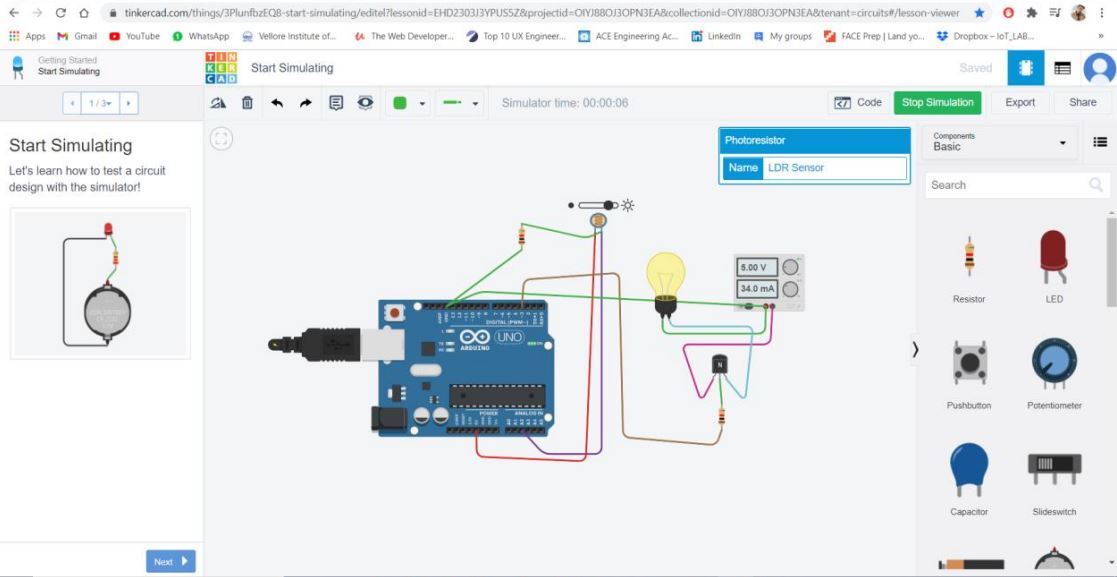 tinkercad.com/things/3PlunfbzEQ8-start-simulating/editel?lessonid=EHD2303J3YPUS5Z&projectid=OIYJ88OJ3OPN3EA&collectionid=OIYJ88OJ3OPN3EA&tenant=circuits#/lesson-viewer
Apps Gmail YouTube WhatsApp Vellore Institute of... The Web Developer... Top 10 UX Engineer... ACE Engineering Ac... LinkedIn My groups FACE Prep | Land yo... Dropbox – IoT_LAB... »
Getting Started
Start Simulating
TIN
KER
CAD
Start Simulating
Saved
1 / 3
Simulator time: 00:00:06
Code
Stop Simulation
Export
Share
Start Simulating
Let's learn how to test a circuit
design with the simulator!
Photoresistor
Name LDR Sensor
Components
Basic
Search
5.00 V
34.0 mA
DIGITAL (PWM~)
UNO
ARDUINO
N
POWER
ANALOG IN
Resistor
LED
Pushbutton
Potentiometer
Capacitor
Slideswitch
Next